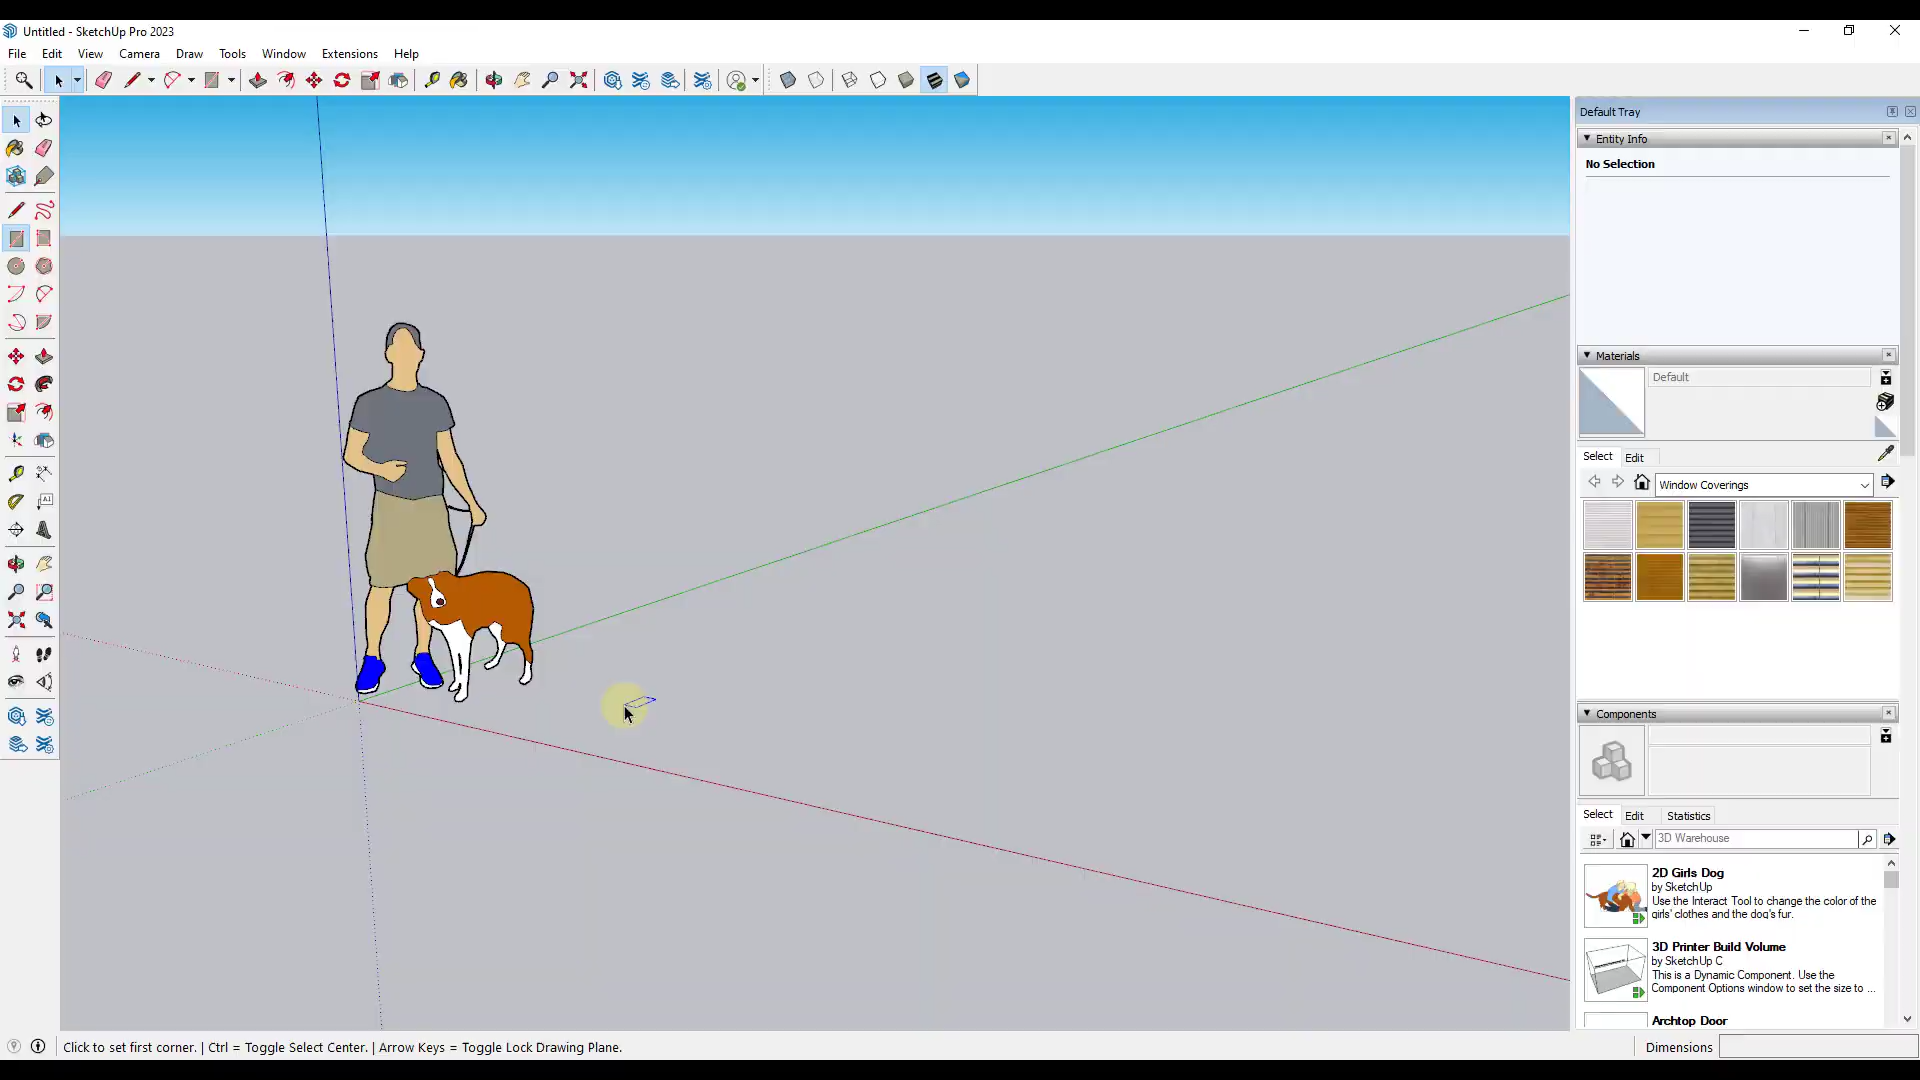 Untitled - SketchUp Pro 2023
File Edit View Camera Draw Tools Window Extensions Help
Default Tray
Entity Info
No Selection
Materials
Default
Select Edit
Window Coverings
Components
Select Edit Statistics
3D Warehouse
2D Girls Dog
by SketchUp
Use the Interact Tool to change the color of the
girls' clothes and the dog's fur.
3D Printer Build Volume
by SketchUp C
This is a Dynamic Component. Use the
Component Options window to set the size to ...
Archtop Door
Click to set first corner. | Ctrl = Toggle Select Center. | Arrow Keys = Toggle Lock Drawing Plane.
Dimensions